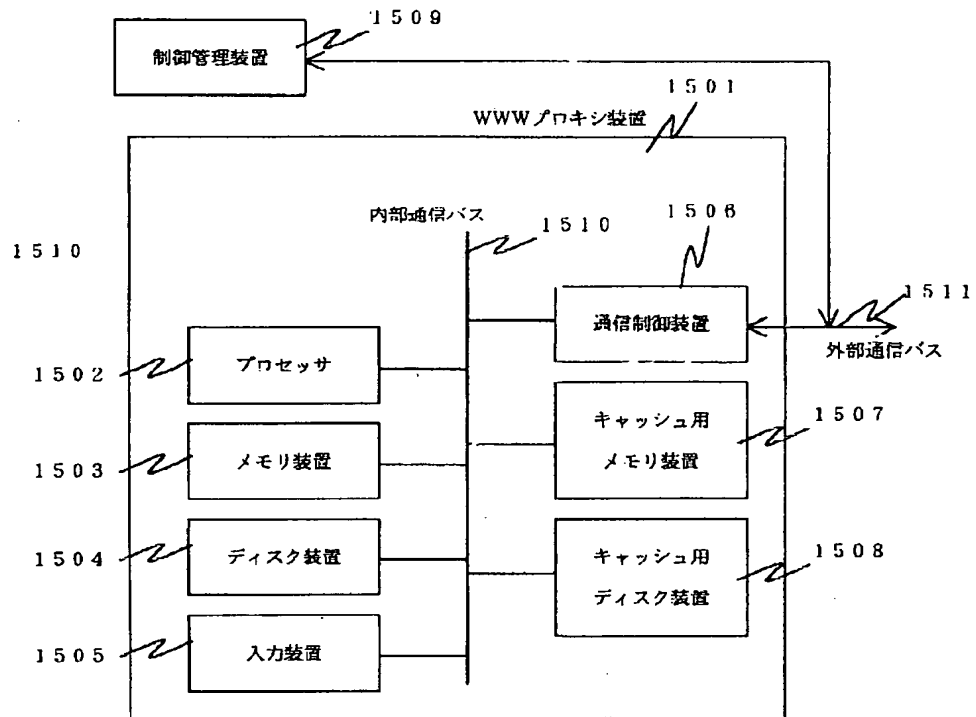 1509
制御管理装置
1501
WWWプロキシ装置
内部通信バス
1510
1506
1510
通信制御装置
1511
外部通信バス
1502
プロセッサ
キャッシュ用
メモリ装置
1507
1503
メモリ装置
1504
ディスク装置
キャッシュ用
ディスク装置
1508
1505
入力装置